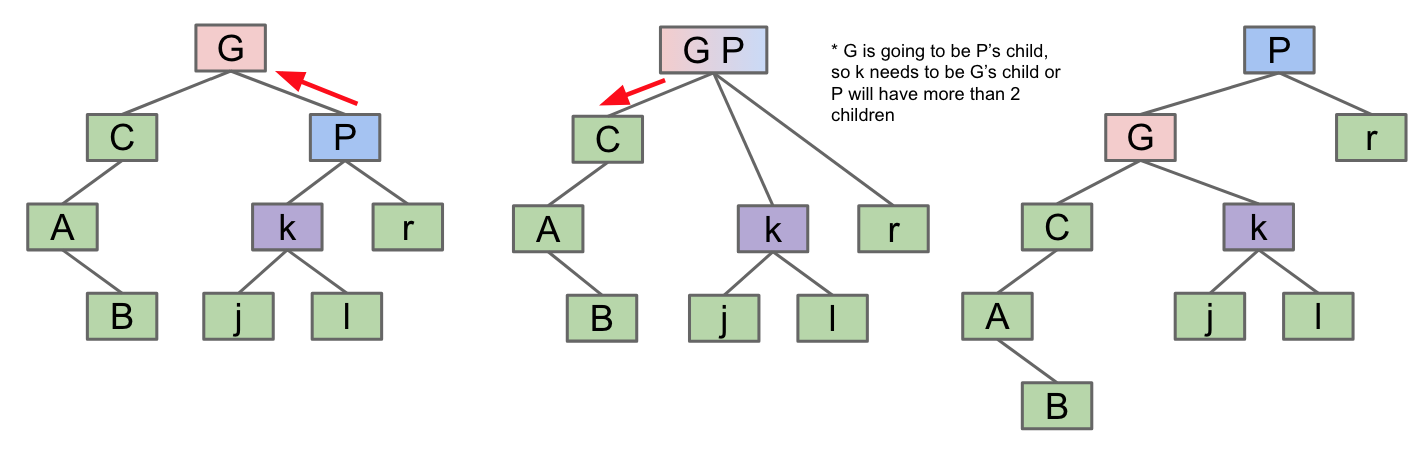 G
C
P
A
k
r
B
j
l
G P
C
A
k
r
B
j
l
* G is going to be P's child,
so k needs to be G's child or
P will have more than 2
children
P
G
r
C
k
A
j
l
B